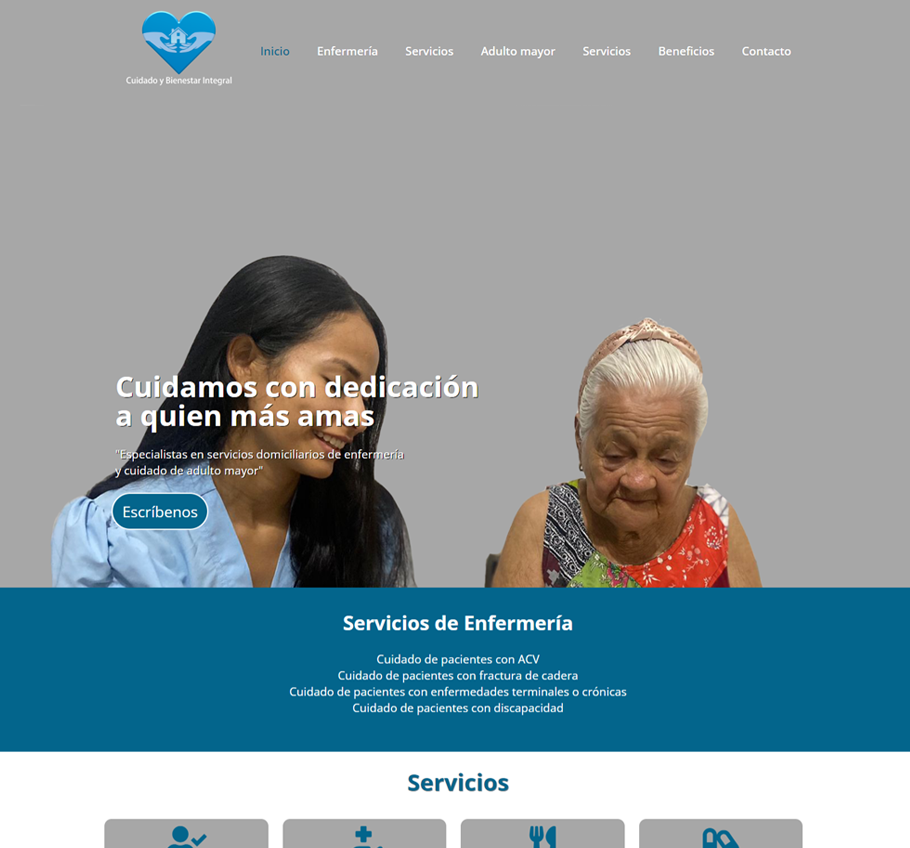 Cuidado y Bienestar Integral
Inicio
Enfermería
Servicios
Adulto mayor
Servicios
Beneficios
Contacto
Cuidamos con dedicación
a quien más amas
"Especialistas en servicios domiciliarios de enfermería
y cuidado de adulto mayor"
Escríbenos
Servicios de Enfermería
Cuidado de pacientes con ACV
Cuidado de pacientes con fractura de cadera
Cuidado de pacientes con enfermedades terminales o crónicas
Cuidado de pacientes con discapacidad
Servicios